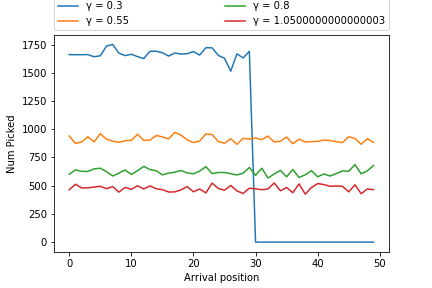 γ = 0.3 γ = 0.8
γ = 0.55 γ = 1.0500000000000003
1750
1500
1250
1000
750
500
250
0
Num Picked
0 10 20 30 40 50
Arrival position